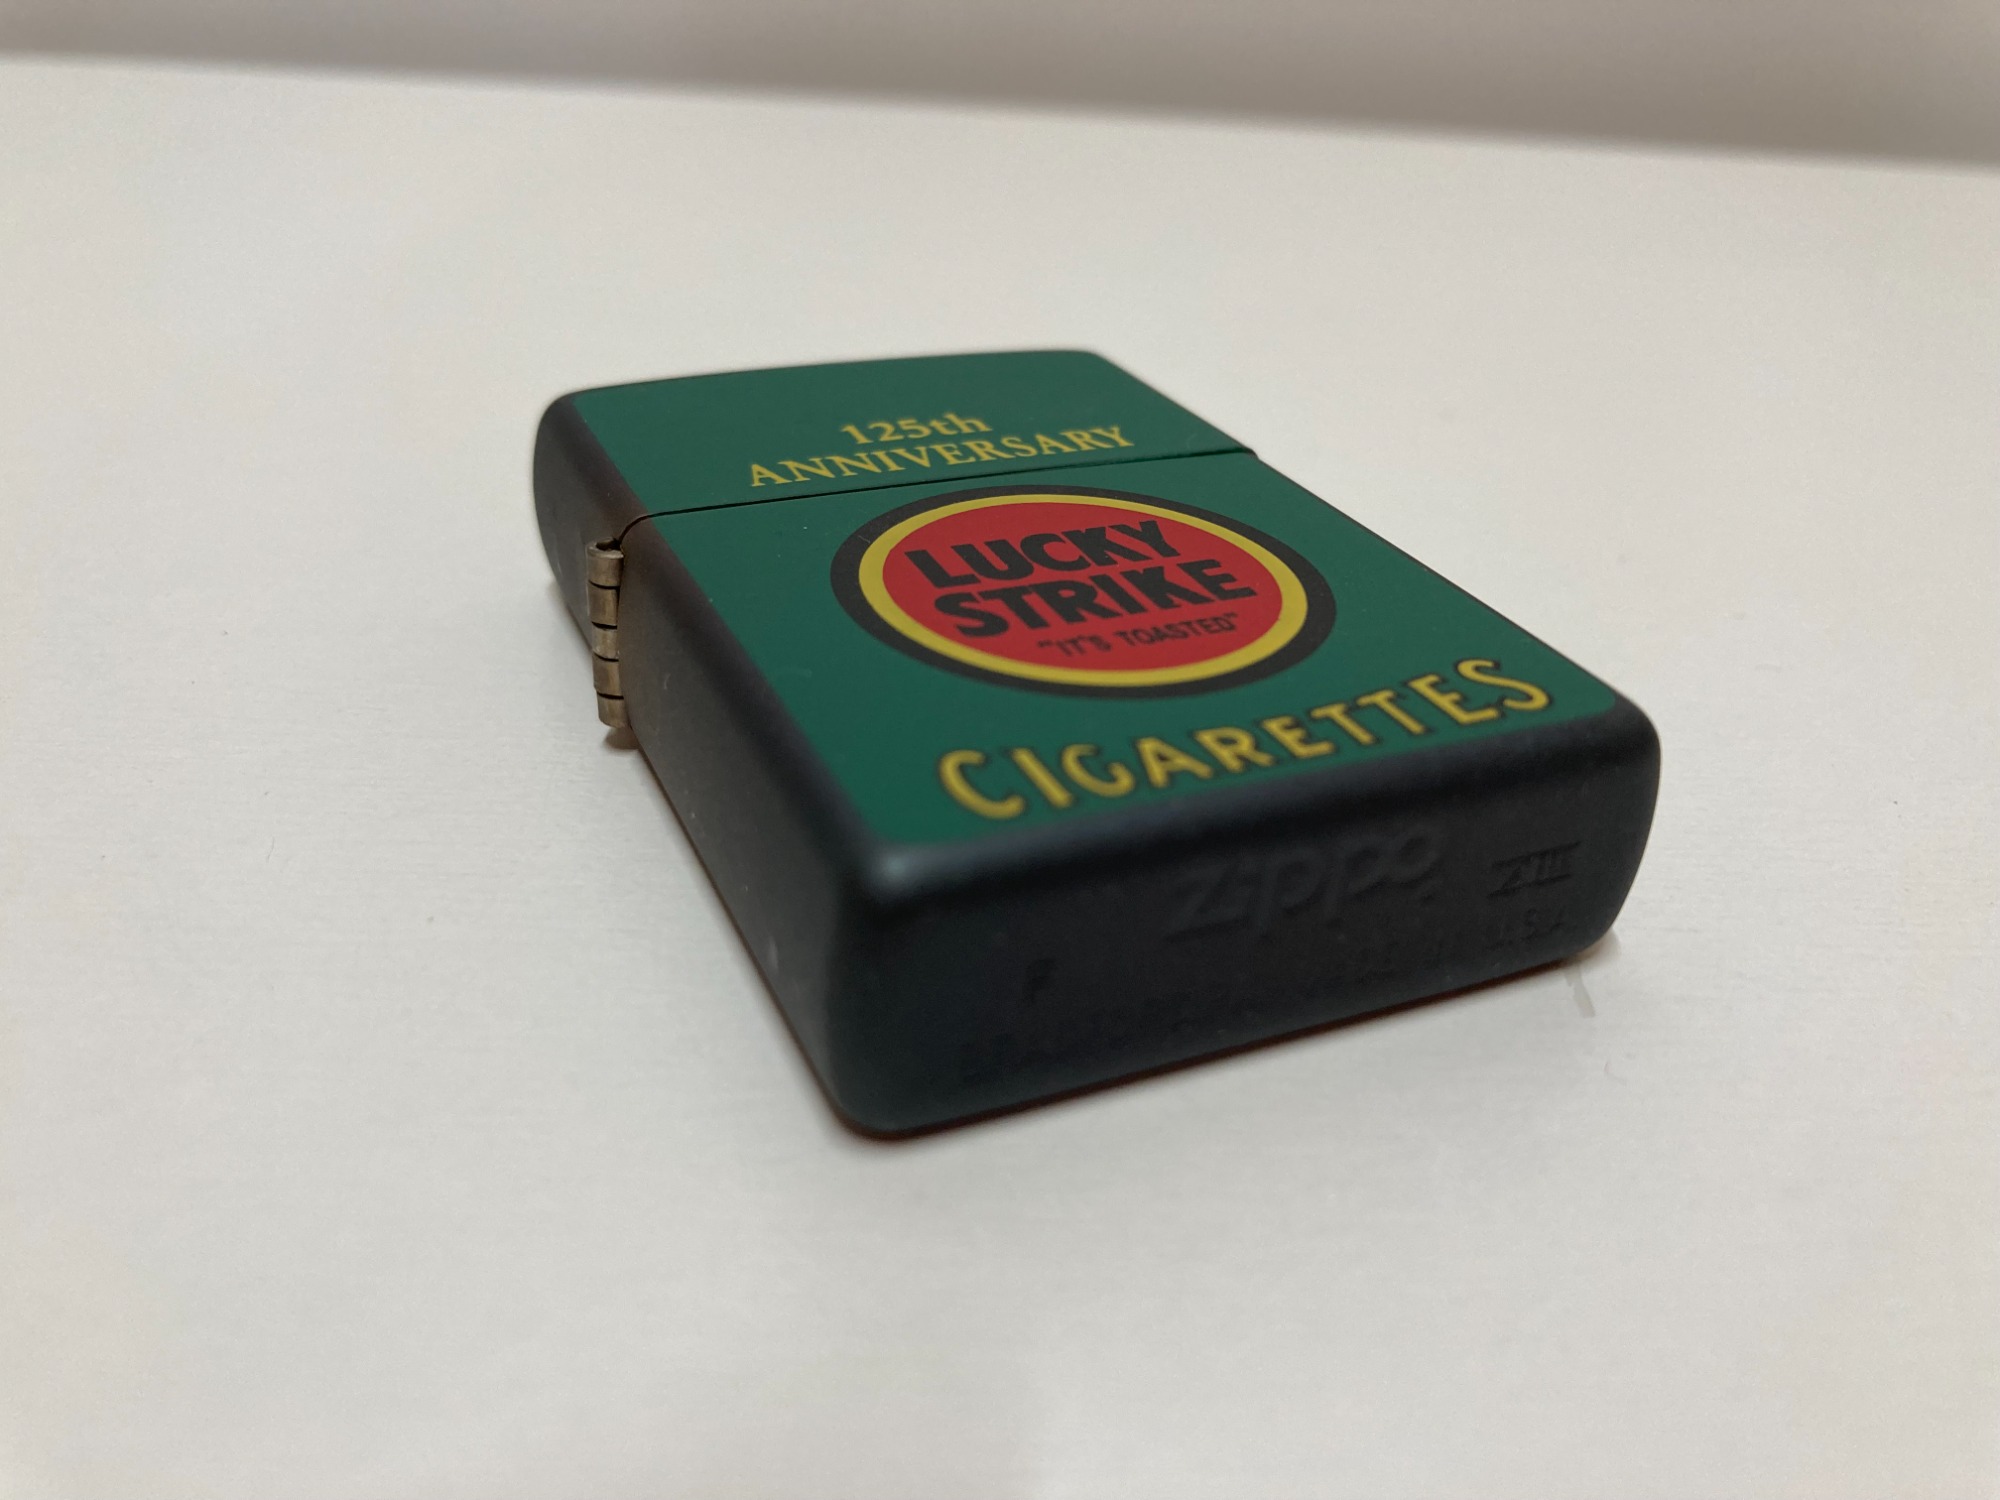 125th
ANNIVERSARY
LUCKY
STRIKE
"IT'S TOASTED"
CIGARETTES
zippo
F
U.S.A.